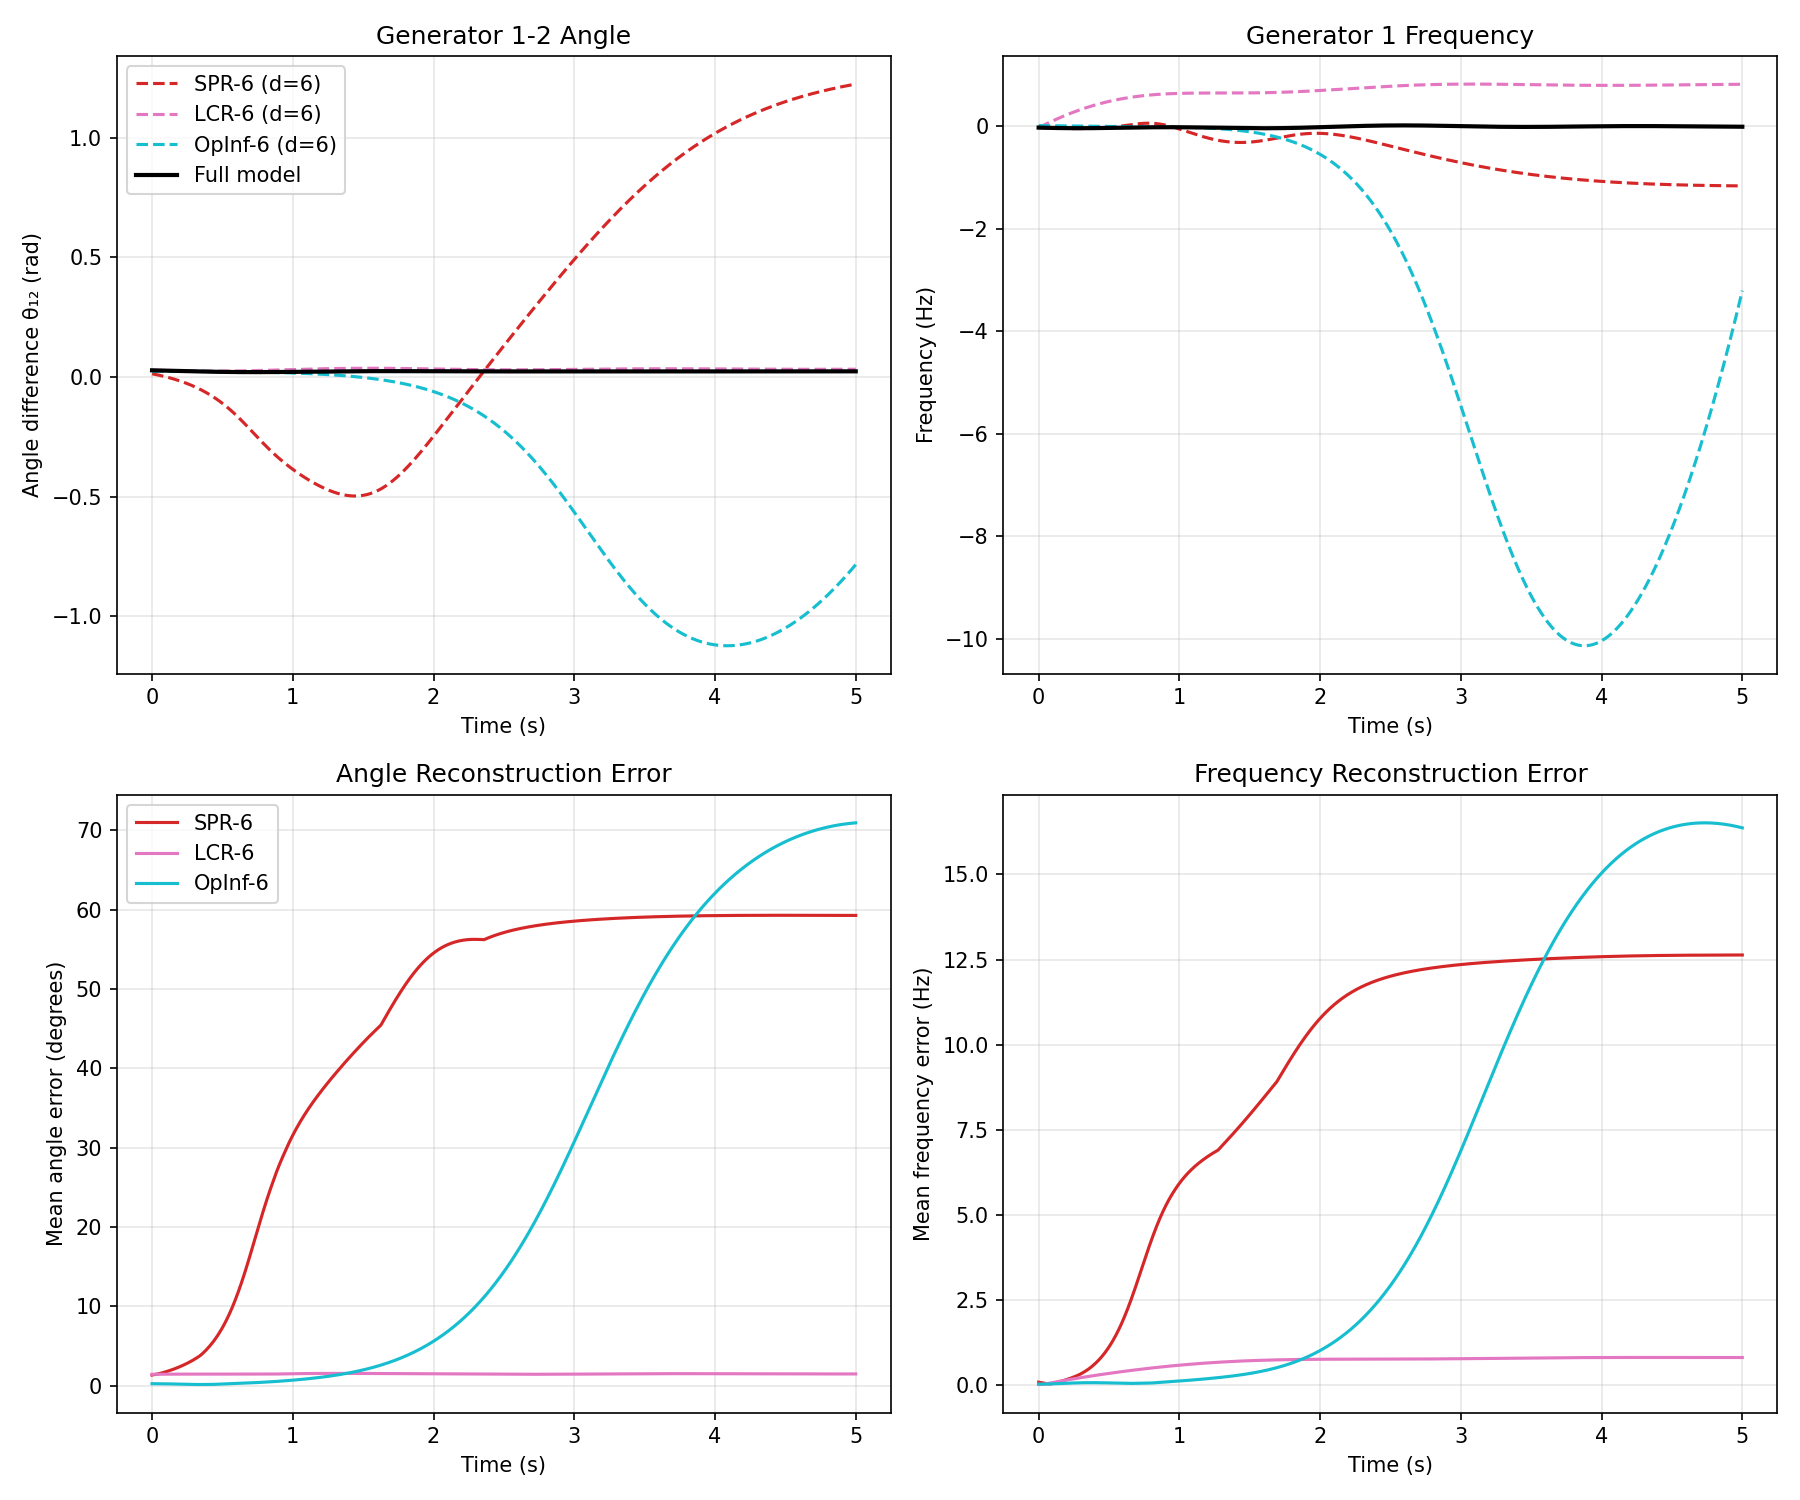 Generator 1-2 Angle
SPR-6 (d=6)
LCR-6 (d=6)
OpInf-6 (d=6)
Full model
Angle difference θ₁₂ (rad)
1.0
0.5
0.0
−0.5
−1.0
0 1 2 3 4 5
Time (s)
Generator 1 Frequency
Frequency (Hz)
0
−2
−4
−6
−8
−10
0 1 2 3 4 5
Time (s)
Angle Reconstruction Error
SPR-6
LCR-6
OpInf-6
Mean angle error (degrees)
70
60
50
40
30
20
10
0
0 1 2 3 4 5
Time (s)
Frequency Reconstruction Error
Mean frequency error (Hz)
15.0
12.5
10.0
7.5
5.0
2.5
0.0
0 1 2 3 4 5
Time (s)